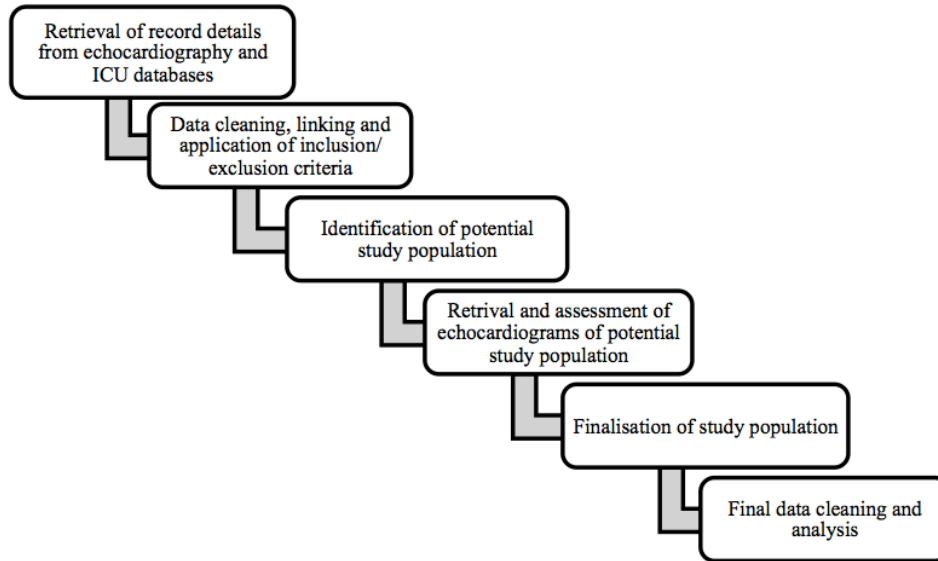 Retrieval of record details
from echocardiography and
ICU databases
Data cleaning, linking and
application of inclusion/
exclusion criteria
Identification of potential
study population
Retrival and assessment of
echocardiograms of potential
study population
Finalisation of study population
Final data cleaning and
analysis